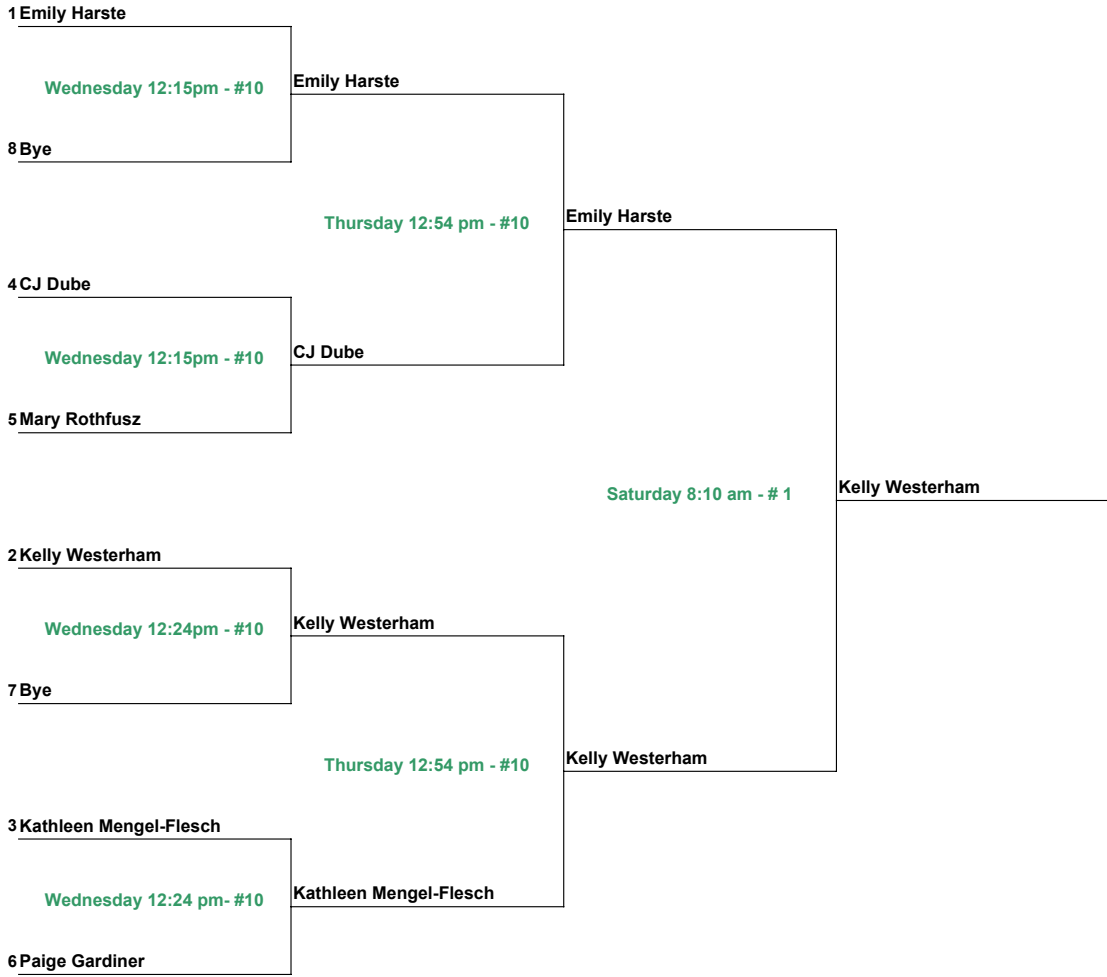 1 Emily Harste
Wednesday 12:15pm - #10
Emily Harste
8 Bye
Thursday 12:54 pm - #10
Emily Harste
4 CJ Dube
Wednesday 12:15pm - #10
CJ Dube
5 Mary Rothfusz
Saturday 8:10 am - # 1
Kelly Westerham
2 Kelly Westerham
Wednesday 12:24pm - #10
Kelly Westerham
7 Bye
Thursday 12:54 pm - #10
Kelly Westerham
3 Kathleen Mengel-Flesch
Wednesday 12:24 pm- #10
Kathleen Mengel-Flesch
6 Paige Gardiner